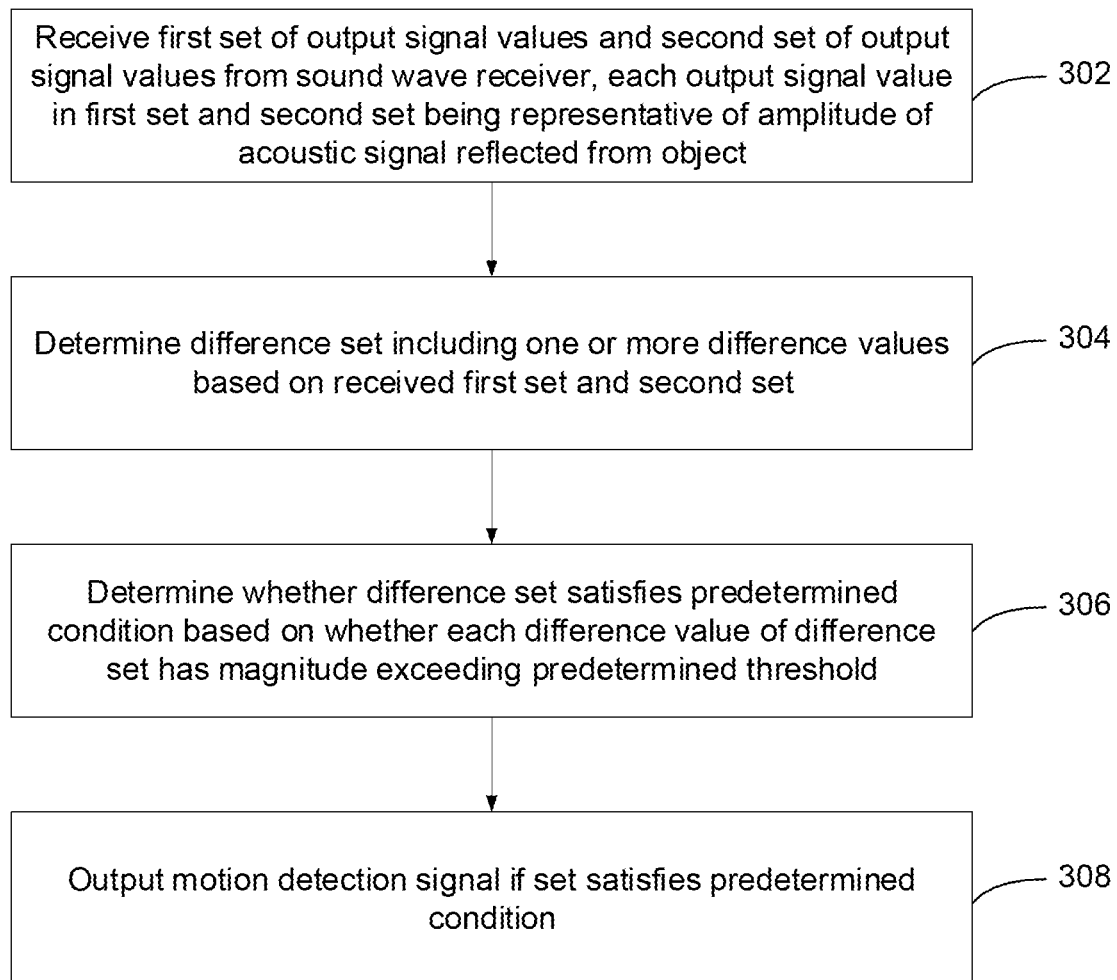 Receive first set of output signal values and second set of output
signal values from sound wave receiver, each output signal value
in first set and second set being representative of amplitude of
acoustic signal reflected from object
302
Determine difference set including one or more difference values
based on received first set and second set
304
Determine whether difference set satisfies predetermined
condition based on whether each difference value of difference
set has magnitude exceeding predetermined threshold
306
Output motion detection signal if set satisfies predetermined
condition
308